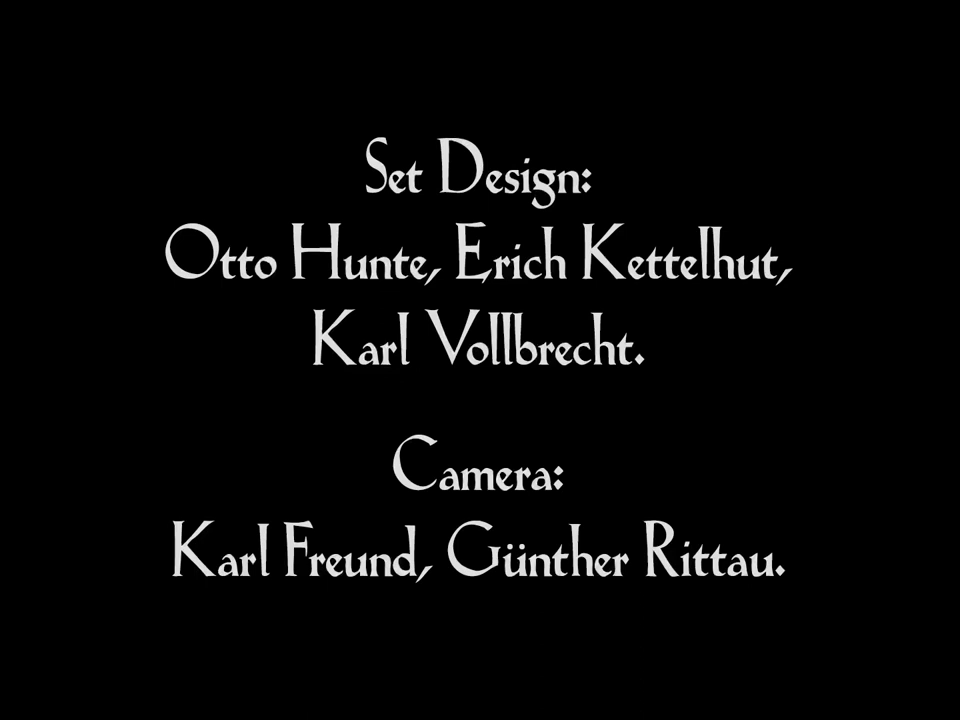 Set Design:
Otto Hunte, Erich Kettelhut,
Karl Vollbrecht.
Camera:
Karl Freund, Günther Rittau.